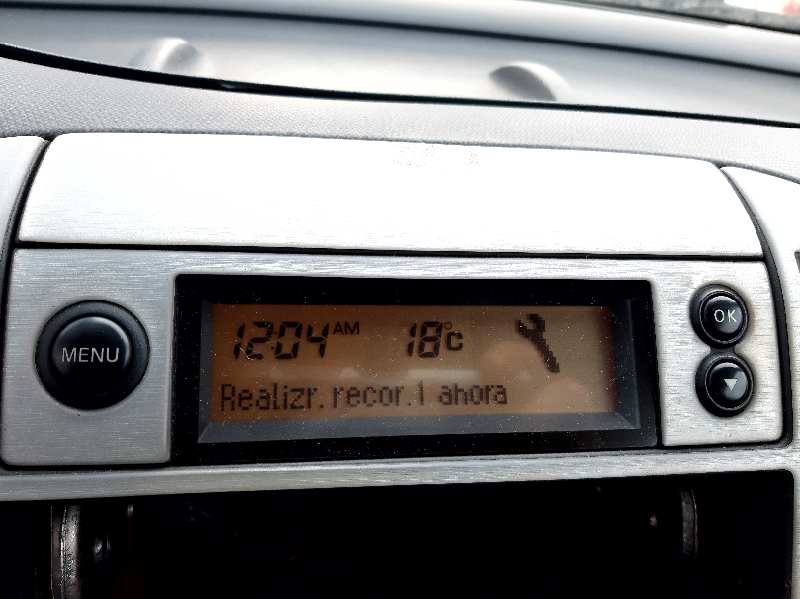 12:04 AM 18°C
Realizr. recor.1 ahora
MENU
OK